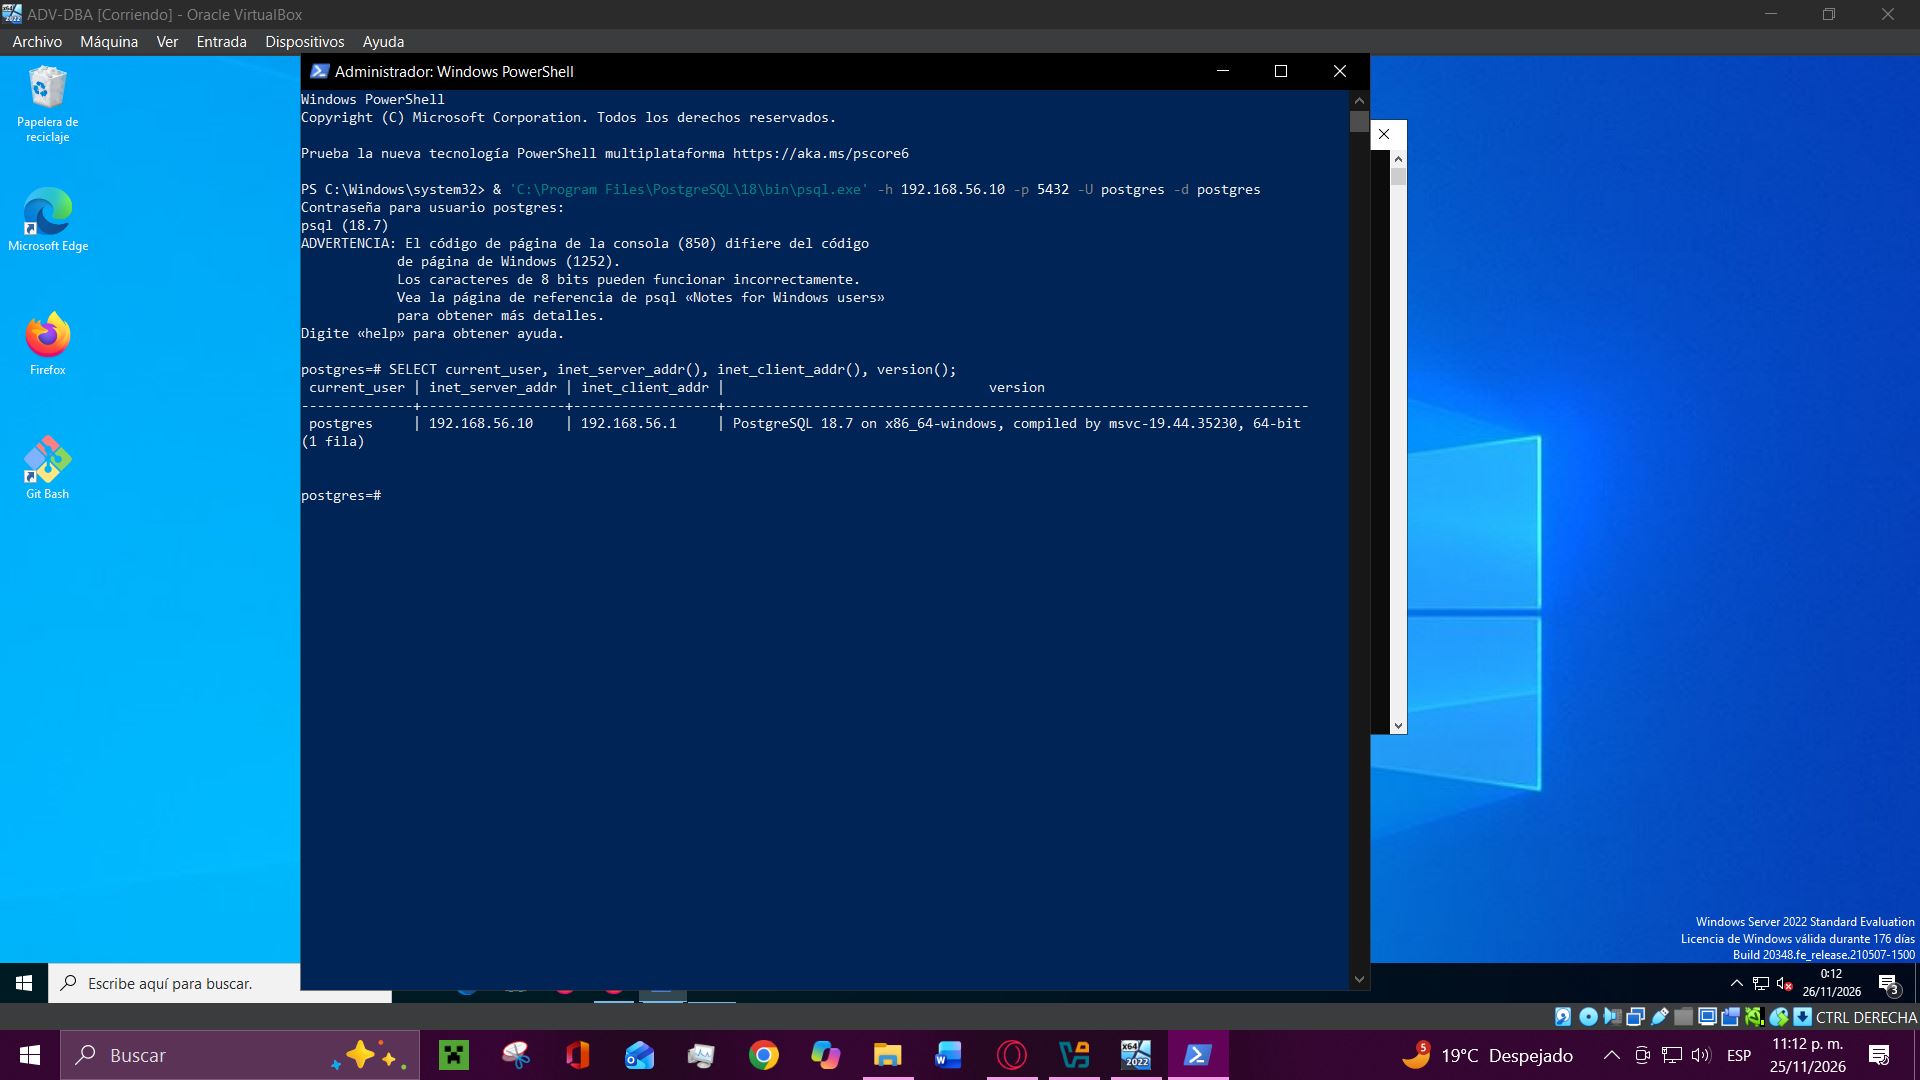 ADV-DBA [Corriendo] - Oracle VirtualBox
Archivo Máquina Ver Entrada Dispositivos Ayuda
Papelera de
reciclaje
Microsoft Edge
Firefox
Git Bash
Administrador: Windows PowerShell
Windows PowerShell
Copyright (C) Microsoft Corporation. Todos los derechos reservados.
Prueba la nueva tecnología PowerShell multiplataforma https://aka.ms/pscore6
PS C:\Windows\system32> & 'C:\Program Files\PostgreSQL\18\bin\psql.exe' -h 192.168.56.10 -p 5432 -U postgres -d postgres
Contraseña para usuario postgres:
psql (18.7)
ADVERTENCIA: El código de página de la consola (850) difiere del código
de página de Windows (1252).
Los caracteres de 8 bits pueden funcionar incorrectamente.
Vea la página de referencia de psql «Notes for Windows users»
para obtener más detalles.
Digite «help» para obtener ayuda.
postgres=# SELECT current_user, inet_server_addr(), inet_client_addr(), version();
current_user | inet_server_addr | inet_client_addr | version
--------------+------------------+------------------+-------------------------------------------------------------------------
postgres | 192.168.56.10 | 192.168.56.1 | PostgreSQL 18.7 on x86_64-windows, compiled by msvc-19.44.35230, 64-bit
(1 fila)
postgres=#
Windows Server 2022 Standard Evaluation
Licencia de Windows válida durante 176 días
Build 20348.fe_release.210507-1500
Escribe aquí para buscar.
0:12
26/11/2026
3
CTRL DERECHA
Buscar
x64
2022
5
19°C Despejado
ESP
11:12 p. m.
25/11/2026